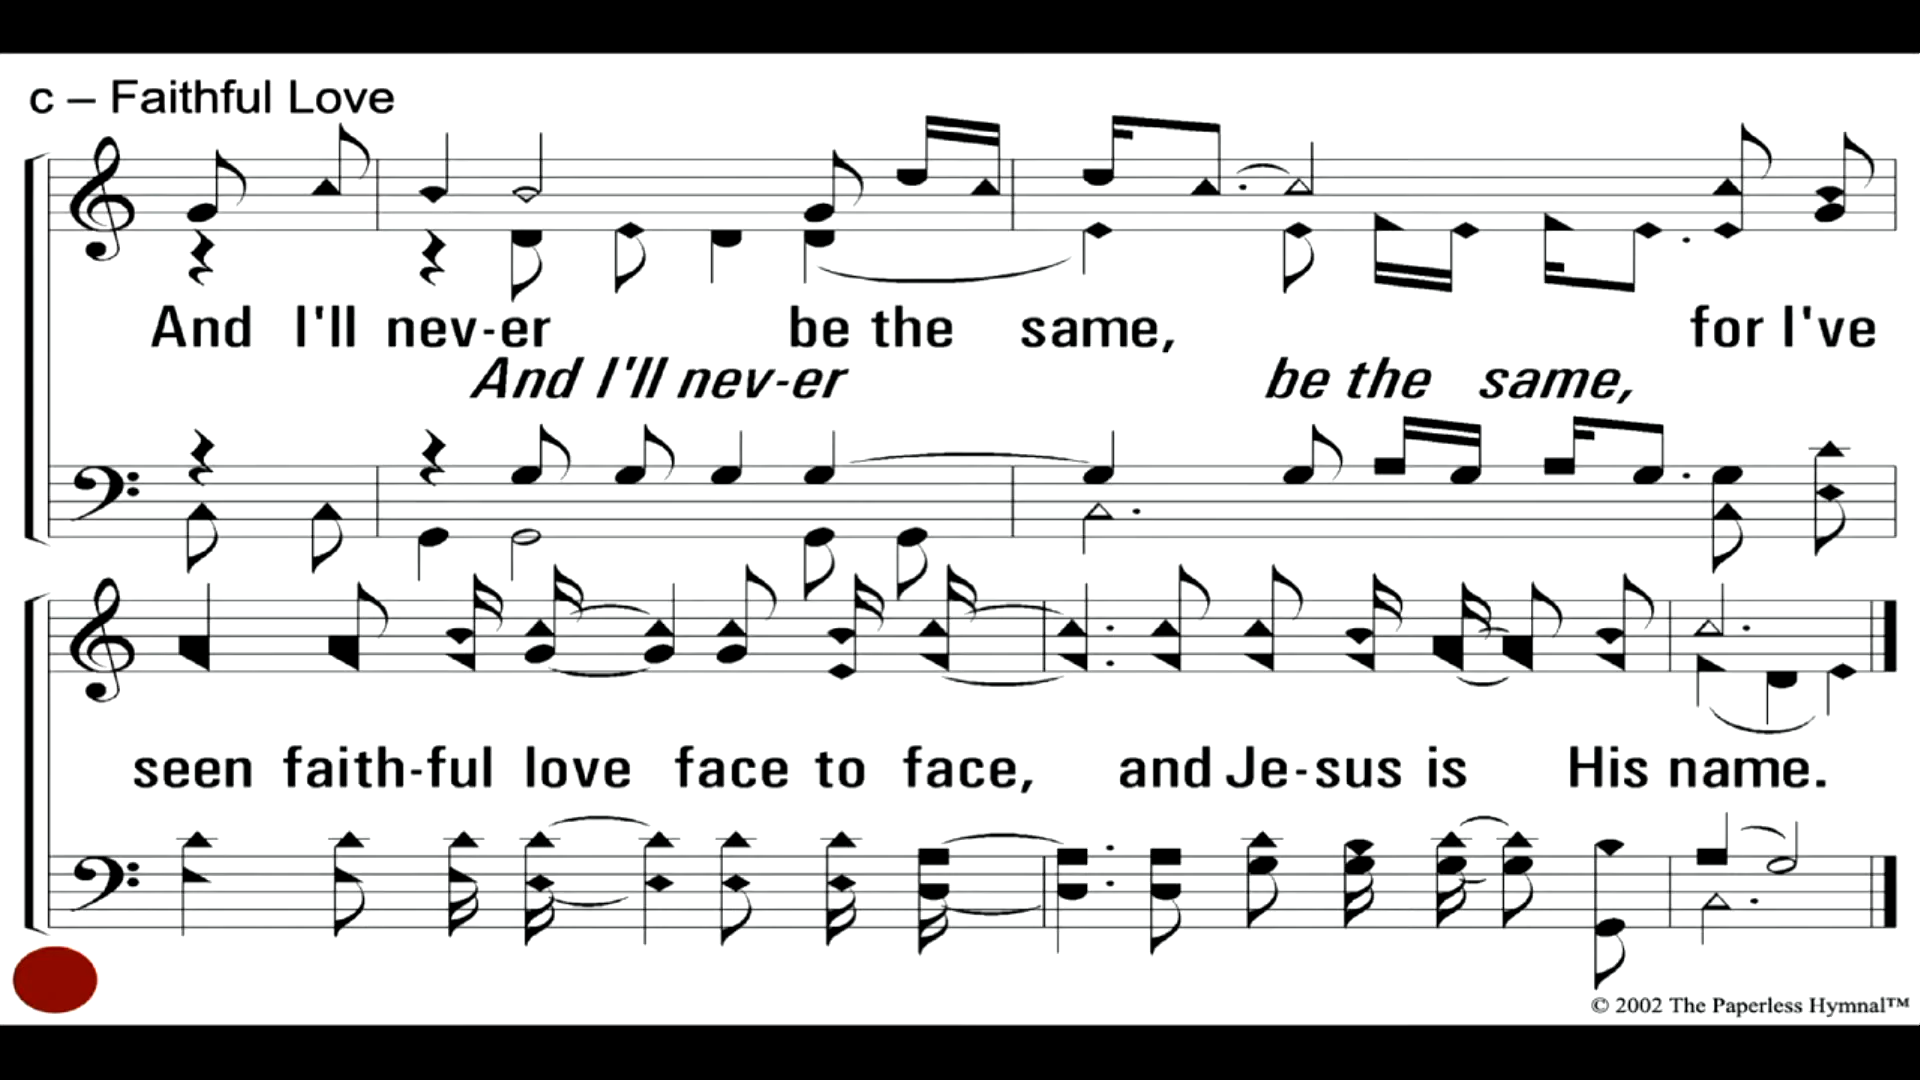 c – Faithful Love
And I'll nev-er be the same, for I've
And I'll nev-er be the same,
seen faith-ful love face to face, and Je-sus is His name.
© 2002 The Paperless Hymnal™